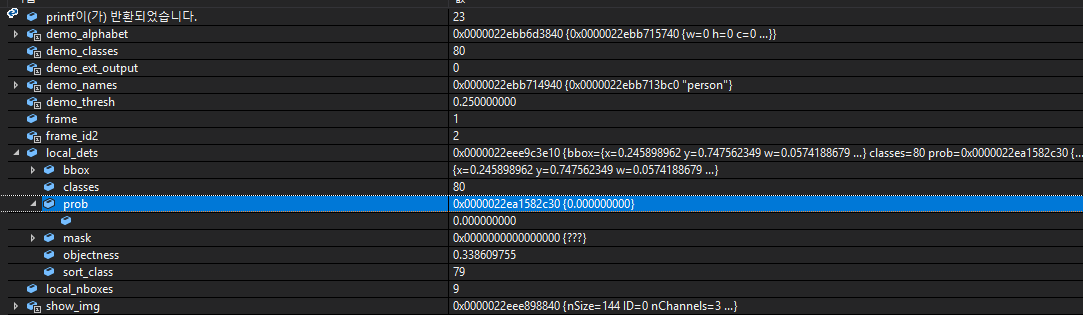 printf이(가) 반환되었습니다. 23
demo_alphabet 0x0000022ebb6d3840 {0x0000022ebb715740 {w=0 h=0 c=0 ...}}
demo_classes 80
demo_ext_output 0
demo_names 0x0000022ebb714940 {0x0000022ebb713bc0 "person"}
demo_thresh 0.250000000
frame 1
frame_id2 2
local_dets 0x0000022eee9c3e10 {bbox={x=0.245898962 y=0.747562349 w=0.0574188679 ...} classes=80 prob=0x0000022ea1582c30 {...
bbox {x=0.245898962 y=0.747562349 w=0.0574188679 ...}
classes 80
prob 0x0000022ea1582c30 {0.000000000}
0.000000000
mask 0x0000000000000000 {???}
objectness 0.338609755
sort_class 79
local_nboxes 9
show_img 0x0000022eee898840 {nSize=144 ID=0 nChannels=3 ...}